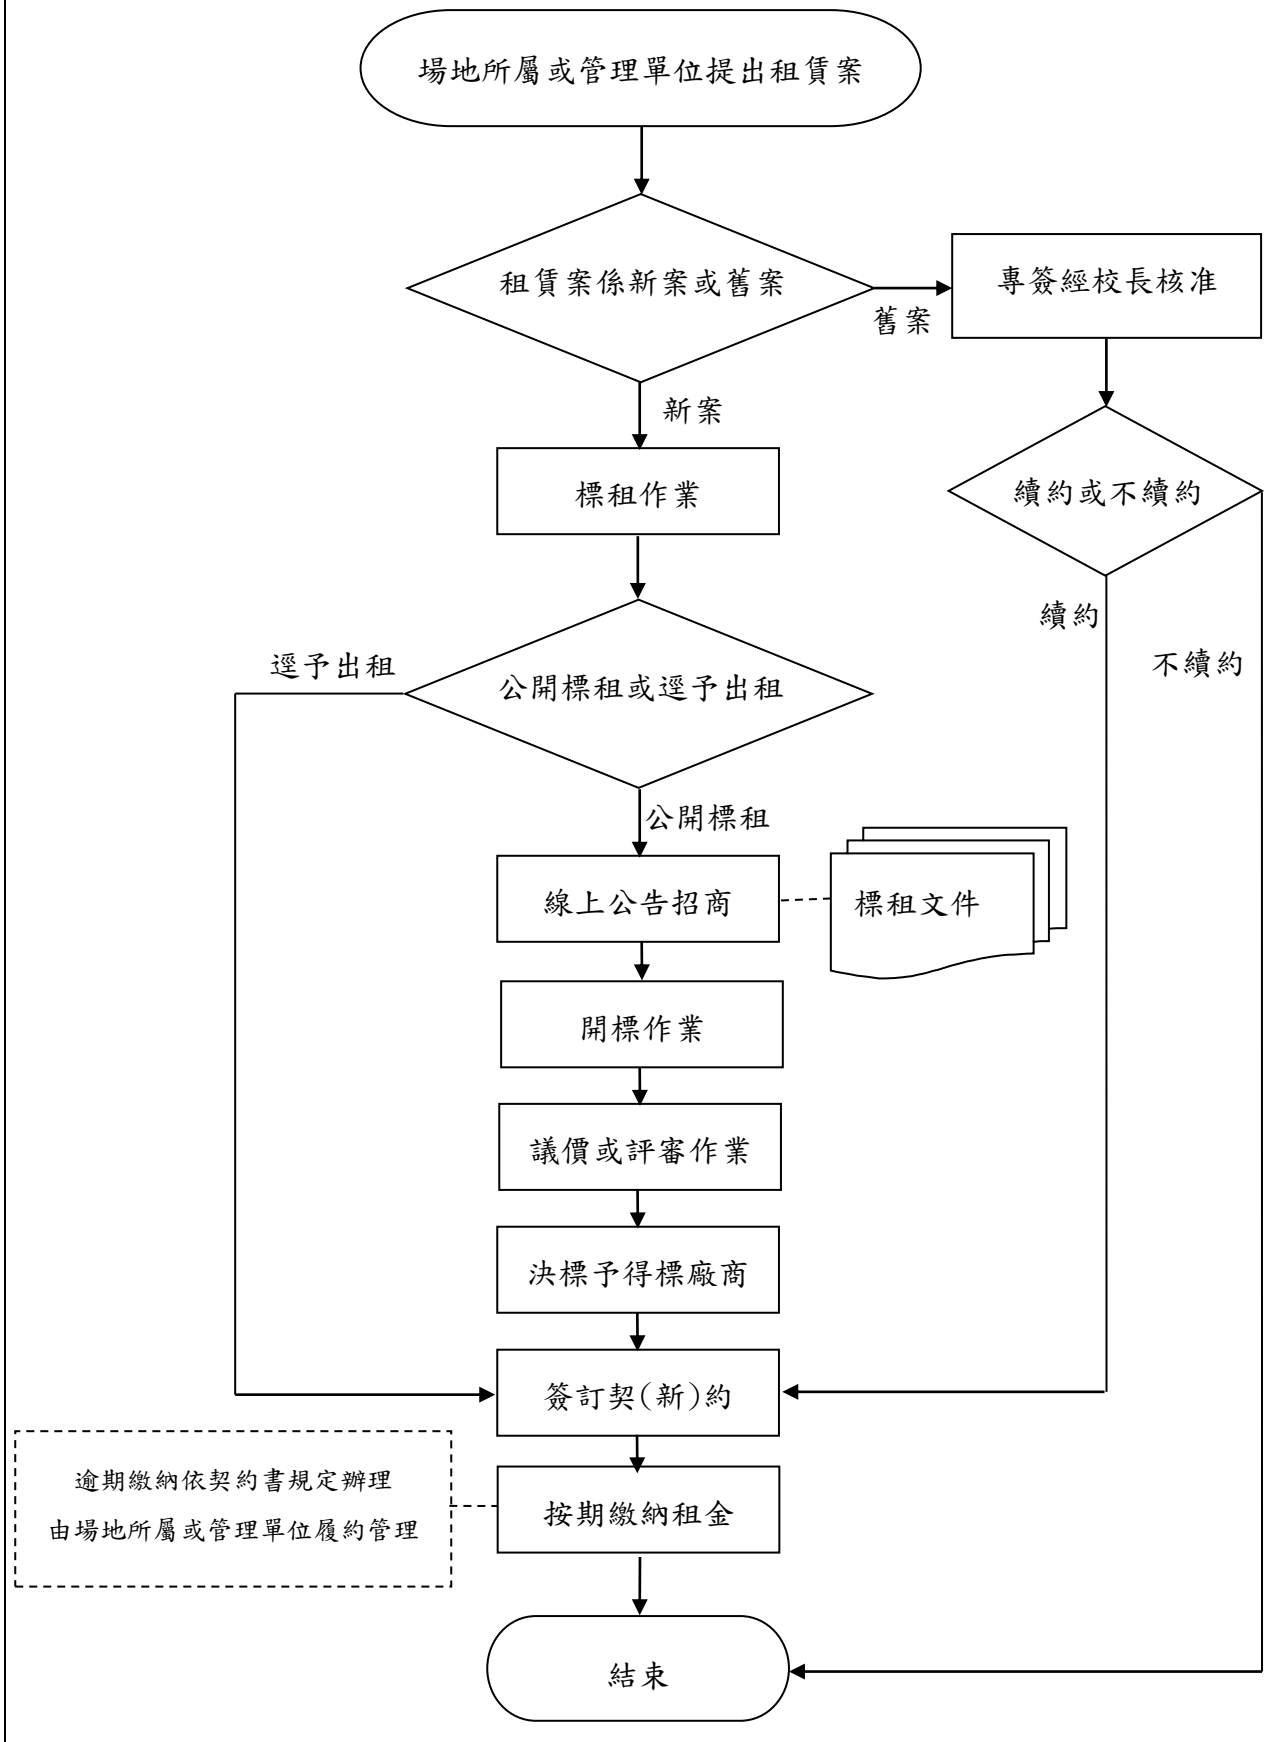 場地所屬或管理單位提出租賃案
租賃案係新案或舊案
專簽經校長核准
舊案
新案
標租作業
續約或不續約
續約
不續約
逕予出租
公開標租或逕予出租
公開標租
線上公告招商
標租文件
開標作業
議價或評審作業
決標予得標廠商
簽訂契(新)約
逾期繳納依契約書規定辦理
由場地所屬或管理單位履約管理
按期繳納租金
結束